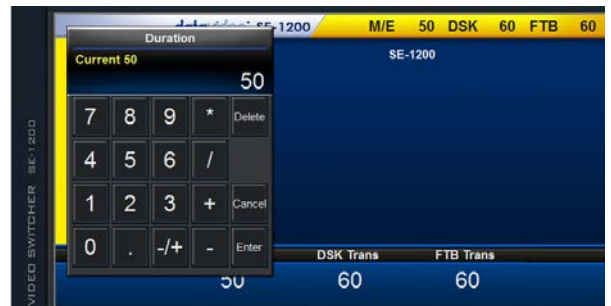 SE-1200 M/E 50 DSK 60 FTB 60
Duration
Current 50
50
SE-1200
7 8 9 * Delete
4 5 6 /
1 2 3 + Cancel
0 . -/+ - Enter
DSK Trans FTB Trans
50 60 60
VIDEO SWITCHER SE-1200